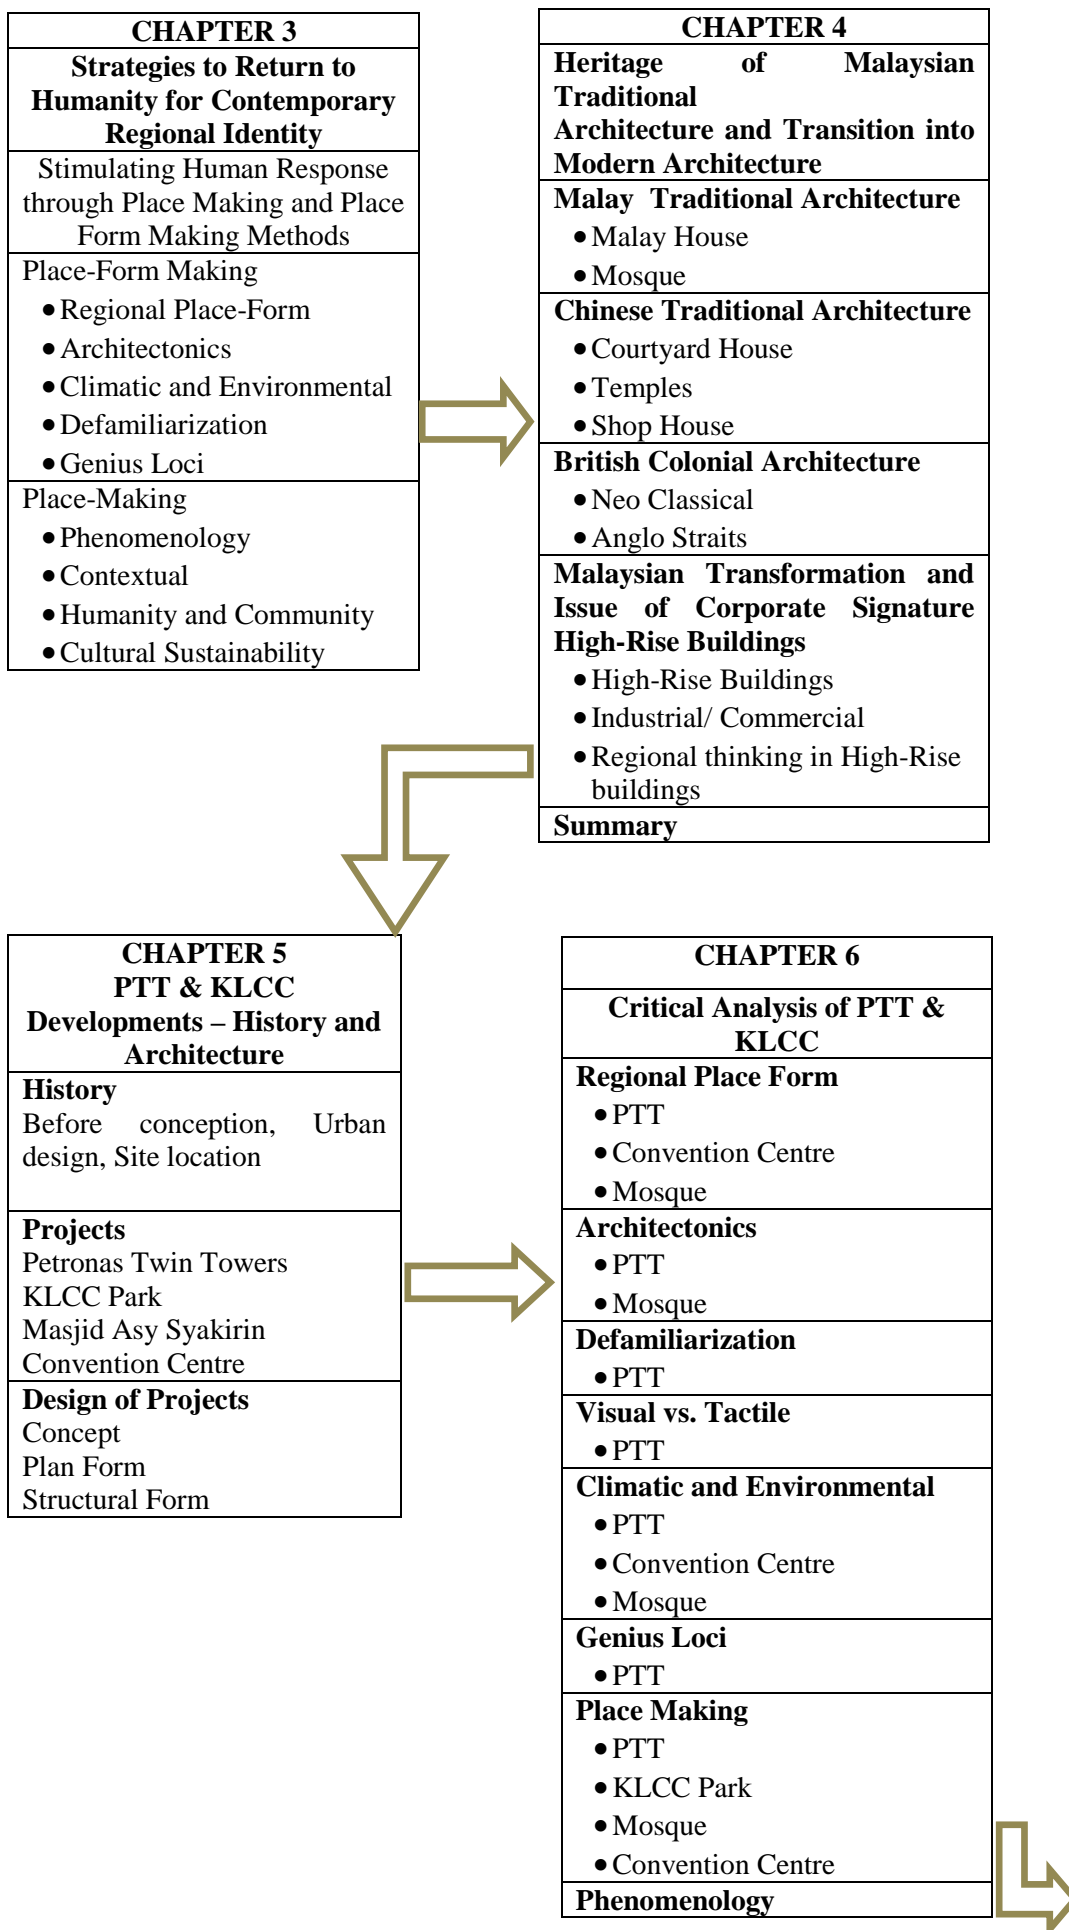 CHAPTER 3
Strategies to Return to
Humanity for Contemporary
Regional Identity
Stimulating Human Response
through Place Making and Place
Form Making Methods
Place-Form Making
• Regional Place-Form
• Architectonics
• Climatic and Environmental
• Defamiliarization
• Genius Loci
Place-Making
• Phenomenology
• Contextual
• Humanity and Community
• Cultural Sustainability
CHAPTER 4
Heritage of Malaysian
Traditional
Architecture and Transition into
Modern Architecture
Malay Traditional Architecture
• Malay House
• Mosque
Chinese Traditional Architecture
• Courtyard House
• Temples
• Shop House
British Colonial Architecture
• Neo Classical
• Anglo Straits
Malaysian Transformation and
Issue of Corporate Signature
High-Rise Buildings
• High-Rise Buildings
• Industrial/ Commercial
• Regional thinking in High-Rise
buildings
Summary
CHAPTER 5
PTT & KLCC
Developments – History and
Architecture
History
Before conception, Urban
design, Site location
Projects
Petronas Twin Towers
KLCC Park
Masjid Asy Syakirin
Convention Centre
Design of Projects
Concept
Plan Form
Structural Form
CHAPTER 6
Critical Analysis of PTT &
KLCC
Regional Place Form
• PTT
• Convention Centre
• Mosque
Architectonics
• PTT
• Mosque
Defamiliarization
• PTT
Visual vs. Tactile
• PTT
Climatic and Environmental
• PTT
• Convention Centre
• Mosque
Genius Loci
• PTT
Place Making
• PTT
• KLCC Park
• Mosque
• Convention Centre
Phenomenology